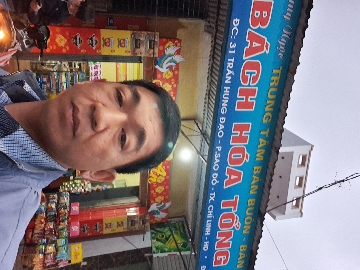 TRUNG TÂM BÁN BUÔN - BÁN
BÁCH HÓA TỔNG
ĐC: 31 TRẦN HƯNG ĐẠO - P.SAO ĐỎ - TX. CHÍ LINH - HD